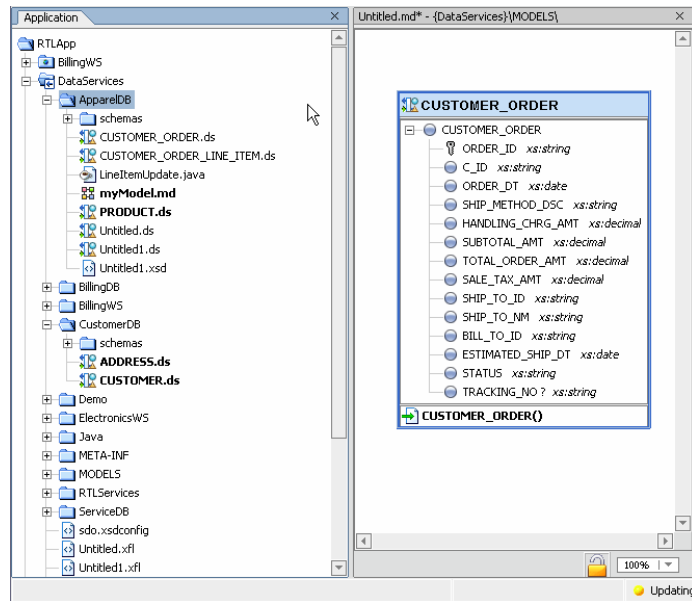 Application
RTLApp
BillingWS
DataServices
ApparelDB
schemas
CUSTOMER_ORDER.ds
CUSTOMER_ORDER_LINE_ITEM.ds
LineItemUpdate.java
myModel.md
PRODUCT.ds
Untitled.ds
Untitled1.ds
Untitled1.xsd
BillingDB
BillingWS
CustomerDB
schemas
ADDRESS.ds
CUSTOMER.ds
Demo
ElectronicsWS
Java
META-INF
MODELS
RTLServices
ServiceDB
sdo.xsdconfig
Untitled.xfl
Untitled1.xfl
Untitled.md* - {DataServices}\MODELS\
CUSTOMER_ORDER
CUSTOMER_ORDER
ORDER_ID xs:string
C_ID xs:string
ORDER_DT xs:date
SHIP_METHOD_DSC xs:string
HANDLING_CHRG_AMT xs:decimal
SUBTOTAL_AMT xs:decimal
TOTAL_ORDER_AMT xs:decimal
SALE_TAX_AMT xs:decimal
SHIP_TO_ID xs:string
SHIP_TO_NM xs:string
BILL_TO_ID xs:string
ESTIMATED_SHIP_DT xs:date
STATUS xs:string
TRACKING_NO ? xs:string
CUSTOMER_ORDER()
100%
Updating